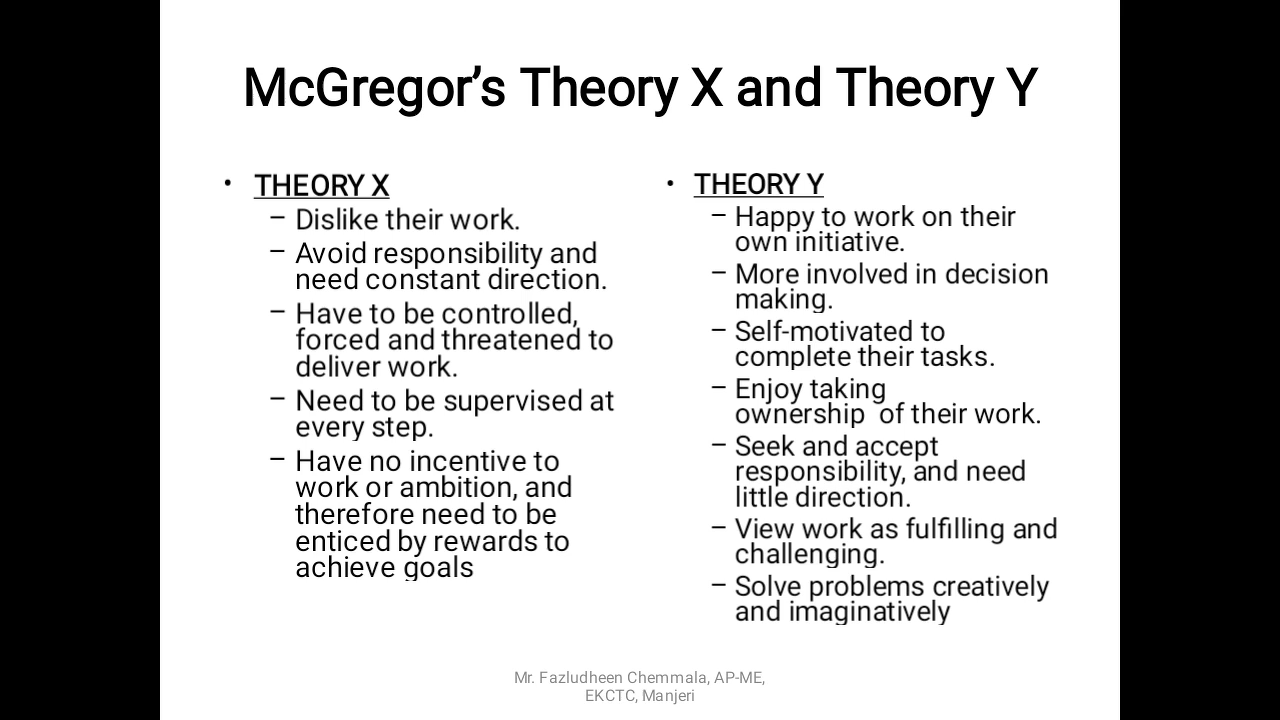 McGregor’s Theory X and Theory Y
• THEORY X
– Dislike their work.
– Avoid responsibility and
need constant direction.
– Have to be controlled,
forced and threatened to
deliver work.
– Need to be supervised at
every step.
– Have no incentive to
work or ambition, and
therefore need to be
enticed by rewards to
achieve goals
• THEORY Y
– Happy to work on their
own initiative.
– More involved in decision
making.
– Self-motivated to
complete their tasks.
– Enjoy taking
ownership  of their work.
– Seek and accept
responsibility, and need
little direction.
– View work as fulfilling and
challenging.
– Solve problems creatively
and imaginatively
Mr. Fazludheen Chemmala, AP-ME,
EKCTC, Manjeri